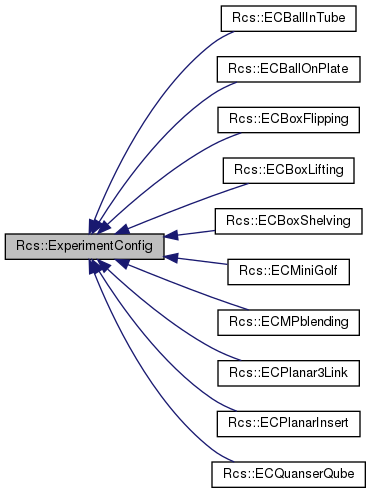 Rcs::ECBallInTube
Rcs::ECBallOnPlate
Rcs::ECBoxFlipping
Rcs::ECBoxLifting
Rcs::ECBoxShelving
Rcs::ExperimentConfig
Rcs::ECMiniGolf
Rcs::ECMPblending
Rcs::ECPlanar3Link
Rcs::ECPlanarInsert
Rcs::ECQuanserQube